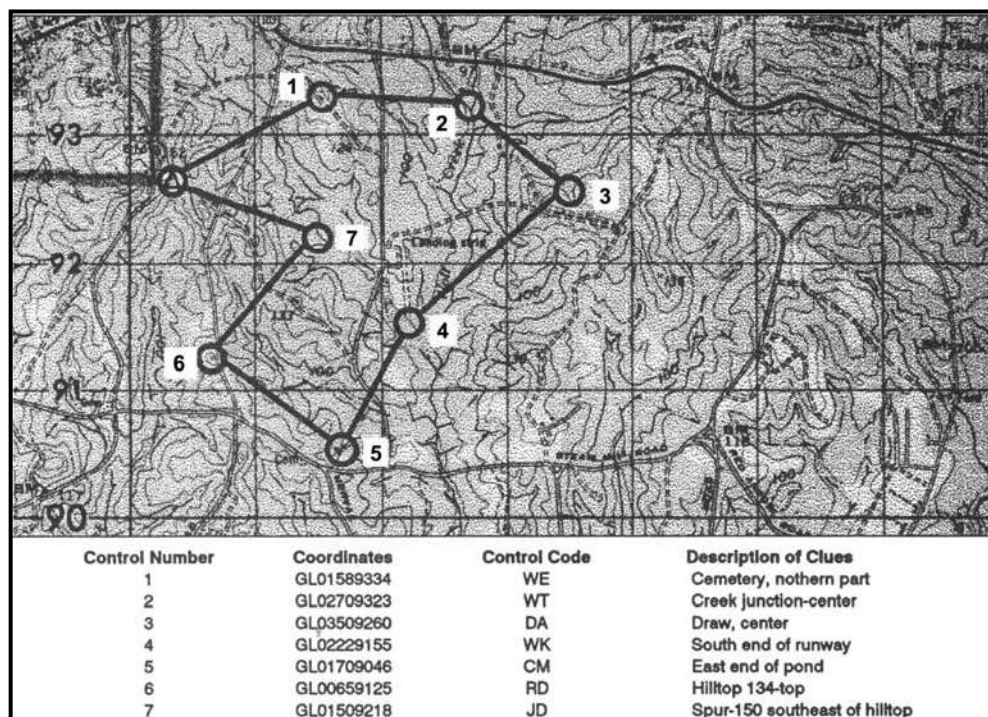 1
2
93
3
Landing strip
7
92
4
6
100
91
5
STEAM MILL ROAD
90
Control Number Coordinates Control Code Description of Clues
1 GL01589334 WE Cemetery, nothern part
2 GL02709323 WT Creek junction-center
3 GL03509260 DA Draw, center
4 GL02229155 WK South end of runway
5 GL01709046 CM East end of pond
6 GL00659125 RD Hilltop 134-top
7 GL01509218 JD Spur-150 southeast of hilltop